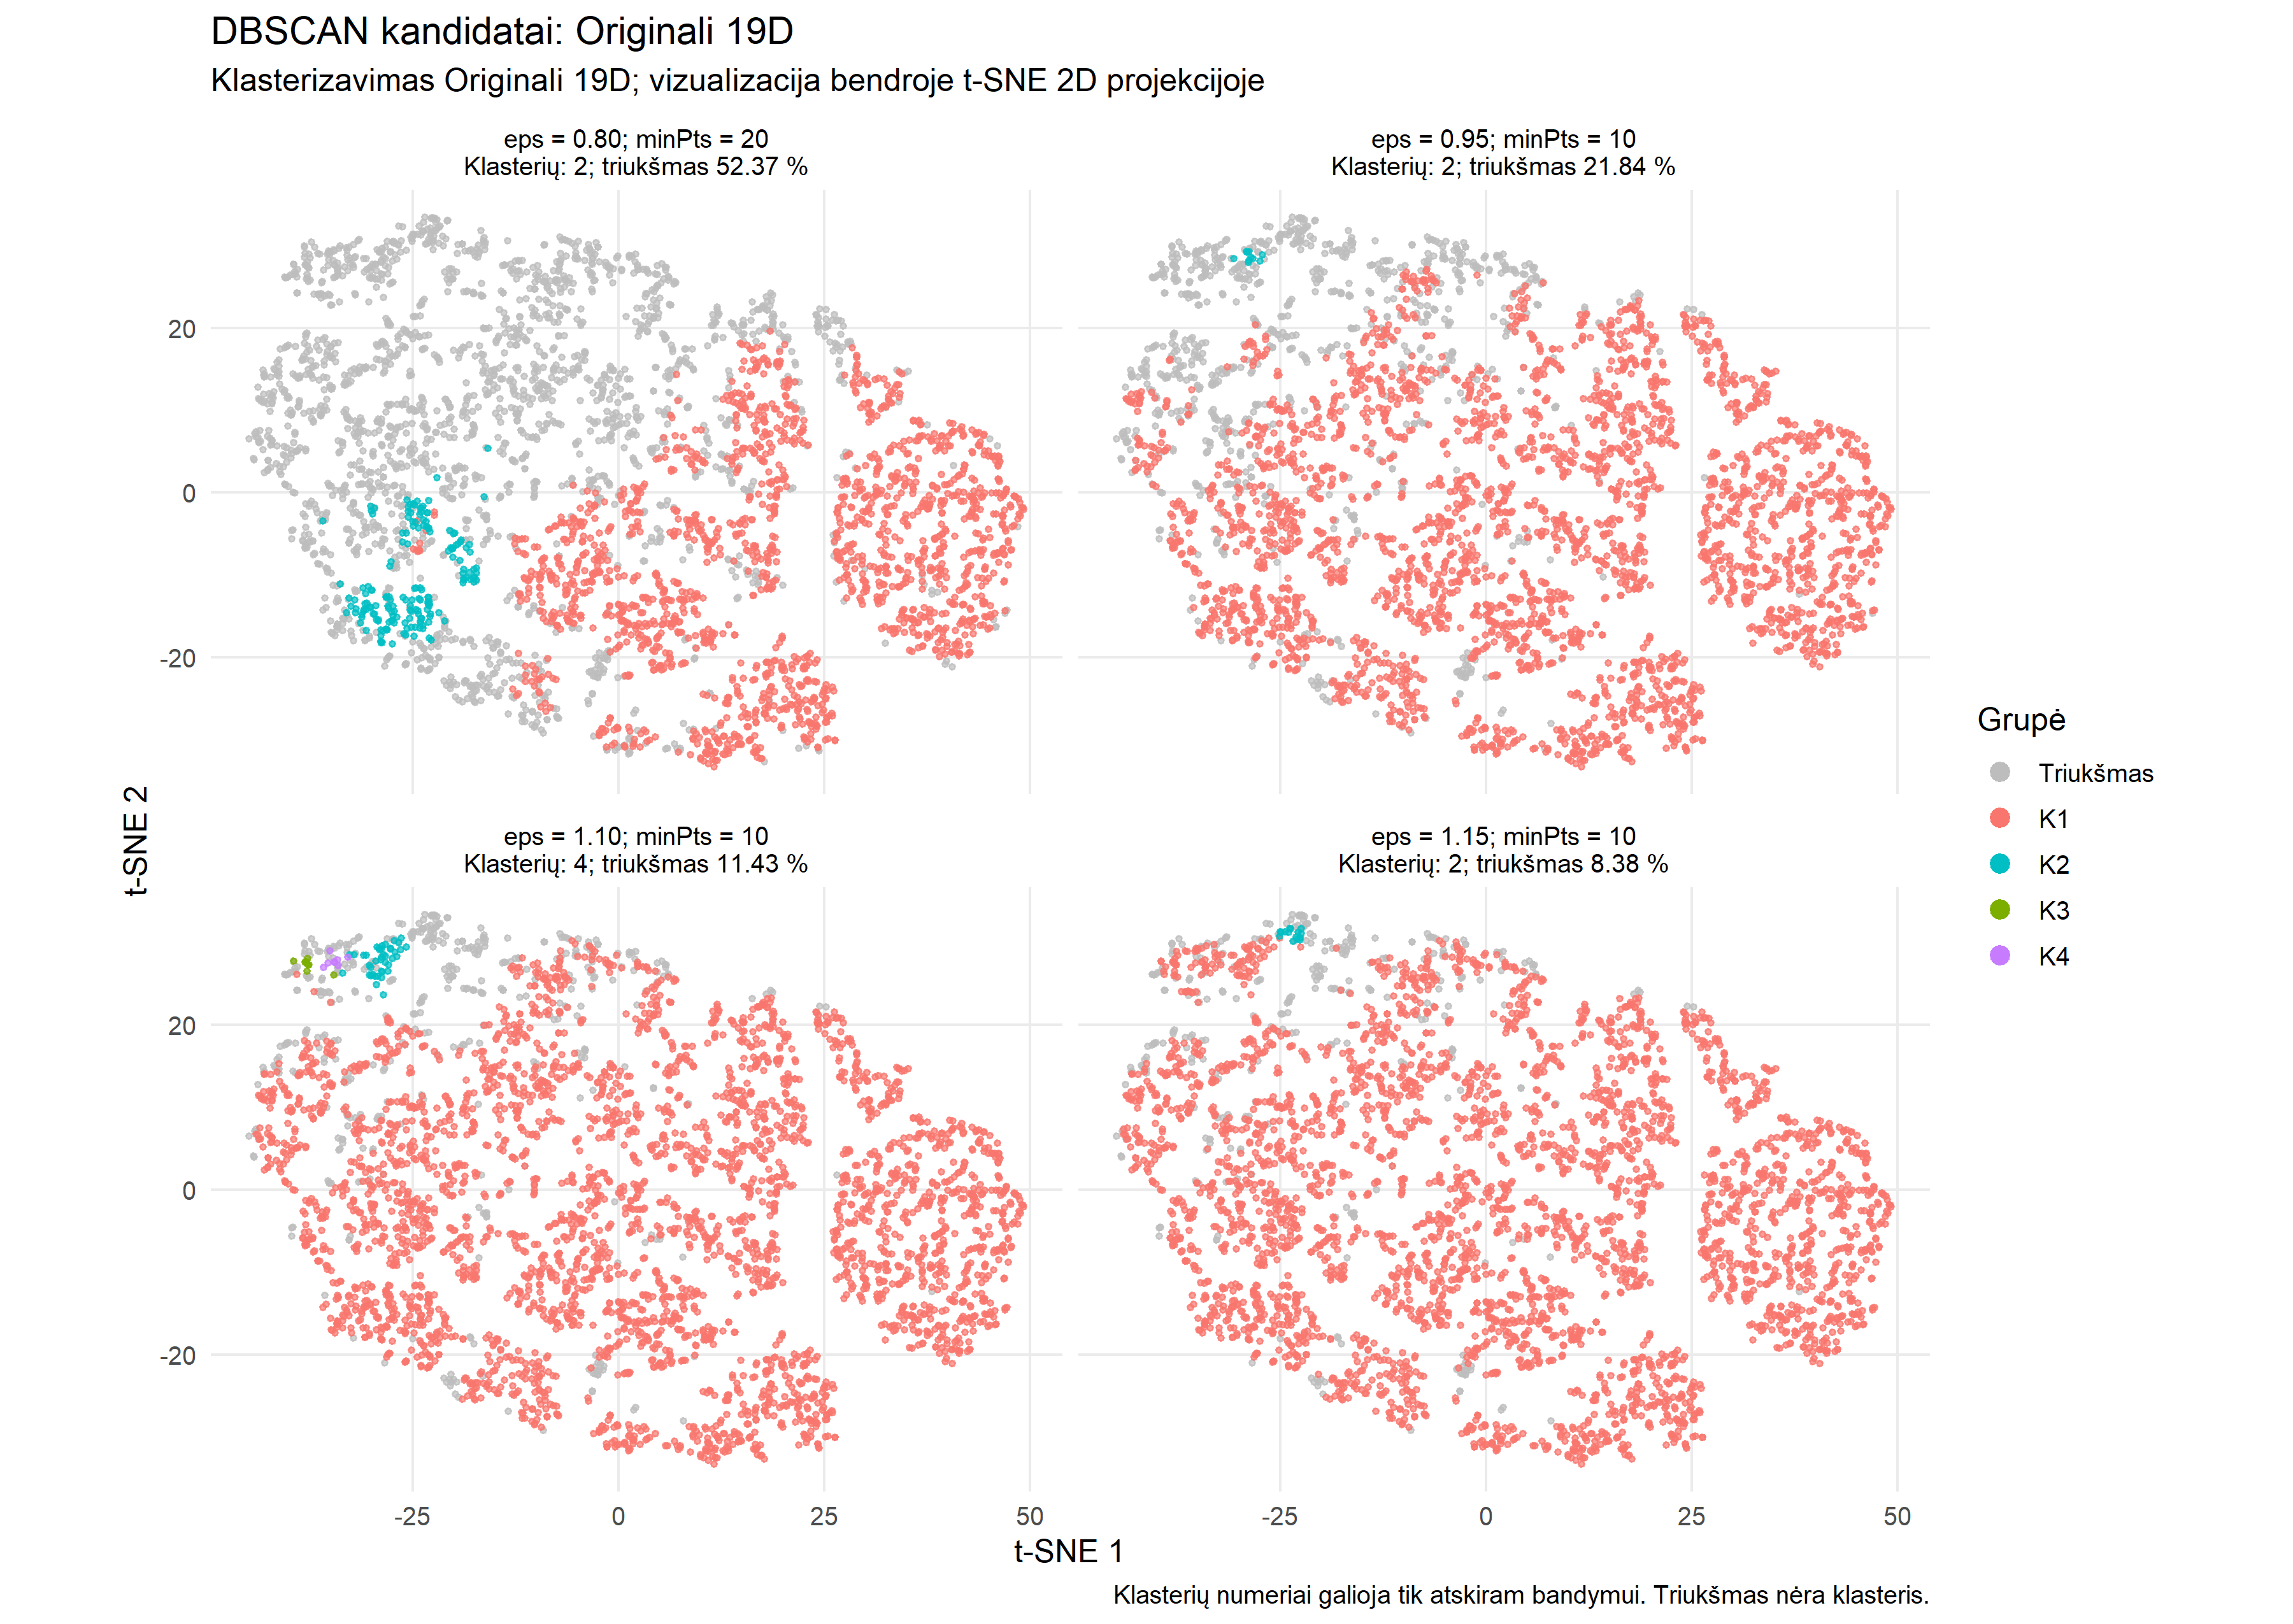 DBSCAN kandidatai: Originali 19D
Klasterizavimas Originali 19D; vizualizacija bendroje t-SNE 2D projekcijoje
eps = 0.80; minPts = 20
Klasterių: 2; triukšmas 52.37 %
eps = 0.95; minPts = 10
Klasterių: 2; triukšmas 21.84 %
20
0
-20
eps = 1.10; minPts = 10
Klasterių: 4; triukšmas 11.43 %
eps = 1.15; minPts = 10
Klasterių: 2; triukšmas 8.38 %
20
0
-20
-25
0
25
50
-25
0
25
50
t-SNE 1
t-SNE 2
Grupė
Triukšmas
K1
K2
K3
K4
Klasterių numeriai galioja tik atskiram bandymui. Triukšmas nėra klasteris.